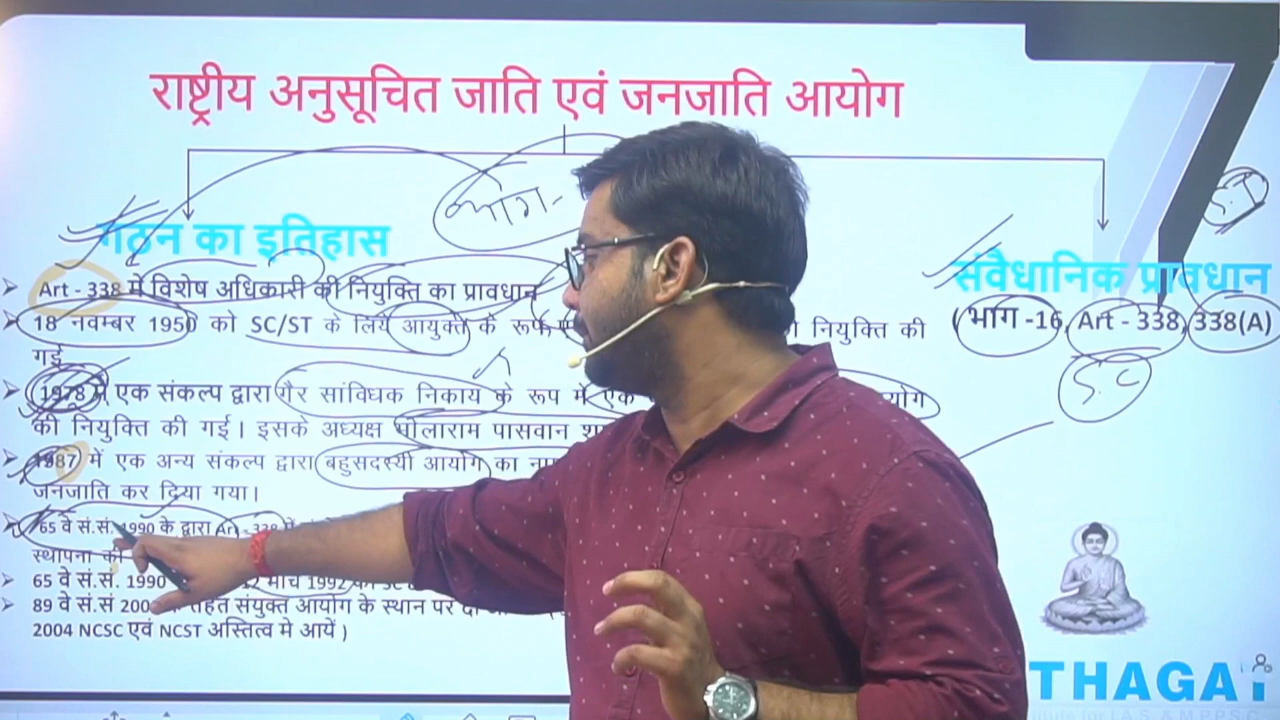 राष्ट्रीय अनुसूचित जाति एवं जनजाति आयोग
भाग-
ST
गठन का इतिहास
Art - 338 में विशेष अधिकारी की नियुक्ति का प्रावधान
18 नवम्बर 1950 को SC/ST के लिये आयुक्त के रूप नियुक्ति की
गई
1978 में एक संकल्प द्वारा गैर सांविधिक निकाय के रूप में एक
की नियुक्ति की गई। इसके अध्यक्ष भोलाराम पासवान
1987 में एक अन्य संकल्प द्वारा बहुसदस्यी आयोग का
जनजाति कर दिया गया।
65 वे सं.सं. 1990 के द्वारा Art - 338
स्थापना की
65 वे सं.सं. 1990 मार्च 1992
89 वे सं.सं तहत संयुक्त आयोग के स्थान पर
2004 NCSC एवं NCST अस्तित्व मे आयें )
संवैधानिक प्रावधान
(भाग -16, Art - 338, 338(A)
S.C
THAGA